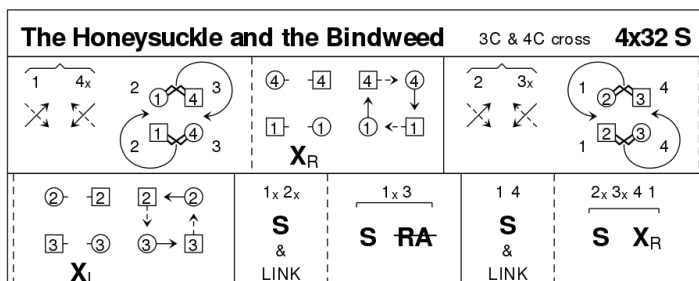 The Honeysuckle and the Bindweed 3C & 4C cross 4x32 S
1 4x
2 3
1 4
1 4
2 3
4 4 4 4
1 1 1 1
XR
2 3x
1 4
2 3
2 3
1 4
2 2 2 2
3 3 3 3
XL
1x 2x
S
&
LINK
1x 3
S RA
1 4
S
&
LINK
2x 3x 4 1
S XR